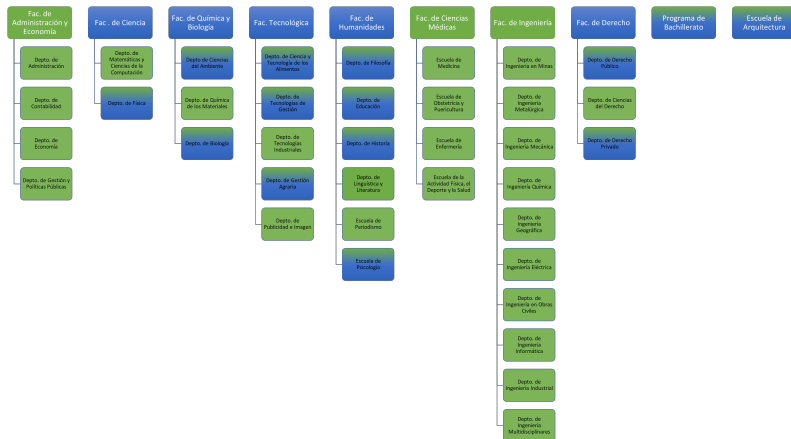 Fac. de
Administración y
Economía
Depto. de
Administración
Depto. de
Contabilidad
Depto. de
Economía
Depto. de Gestión y
Políticas Públicas
Fac . de Ciencia
Depto. de
Matemáticas y
Ciencias de la
Computación
Depto. de Física
Fac. de Química y
Biología
Depto de Ciencias
del Ambiente
Depto. de Química
de los Materiales
Depto. de Biología
Fac. Tecnológica
Depto. de Ciencia y
Tecnología de los
Alimentos
Depto. de
Tecnologías de
Gestión
Depto. de
Tecnologías
Industriales
Depto. de Gestión
Agraria
Depto. de
Publicidad e Imagen
Fac. de
Humanidades
Depto. de Filosofía
Depto. de
Educación
Depto. de Historia
Depto. de
Linguística y
Literatura
Escuela de
Periodismo
Escuela de
Psicología
Fac. de Ciencias
Médicas
Escuela de
Medicina
Escuela de
Obstetricia y
Puericultura
Escuela de
Enfermería
Escuela de la
Actividad Física, el
Deporte y la Salud
Fac. de Ingeniería
Depto. de
Ingeniería en Minas
Depto. de
Ingeniería
Metalúrgica
Depto. de
Ingeniería Mecánica
Depto. de
Ingeniería Química
Depto. de
Ingeniería
Geográfica
Depto. de
Ingeniería Eléctrica
Depto. de
Ingeniería en Obras
Civiles
Depto. de
Ingeniería
Informática
Depto. de
Ingeniería Industrial
Depto. de
Ingeniería
Multidisciplinares
Fac. de Derecho
Depto. de Derecho
Público
Depto. de Ciencias
del Derecho
Depto. de Derecho
Privado
Programa de
Bachillerato
Escuela de
Arquitectura